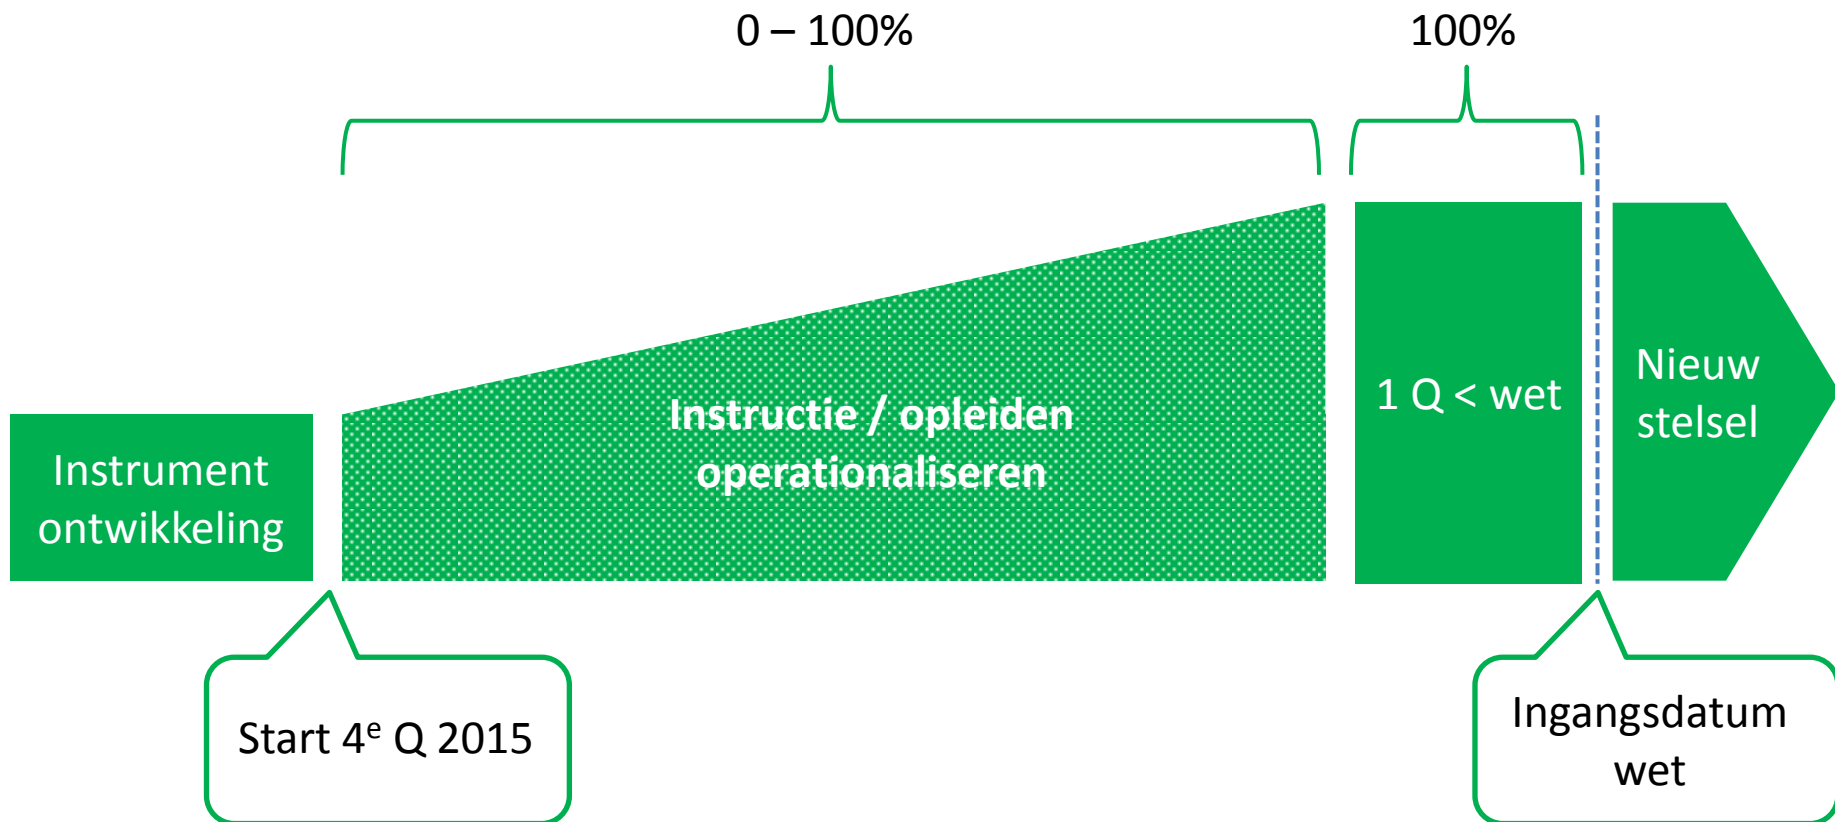 0 – 100%
100%
Instrument
ontwikkeling
Instructie / opleiden
operationaliseren
1 Q < wet
Nieuw
stelsel
Start 4e Q 2015
Ingangsdatum
wet